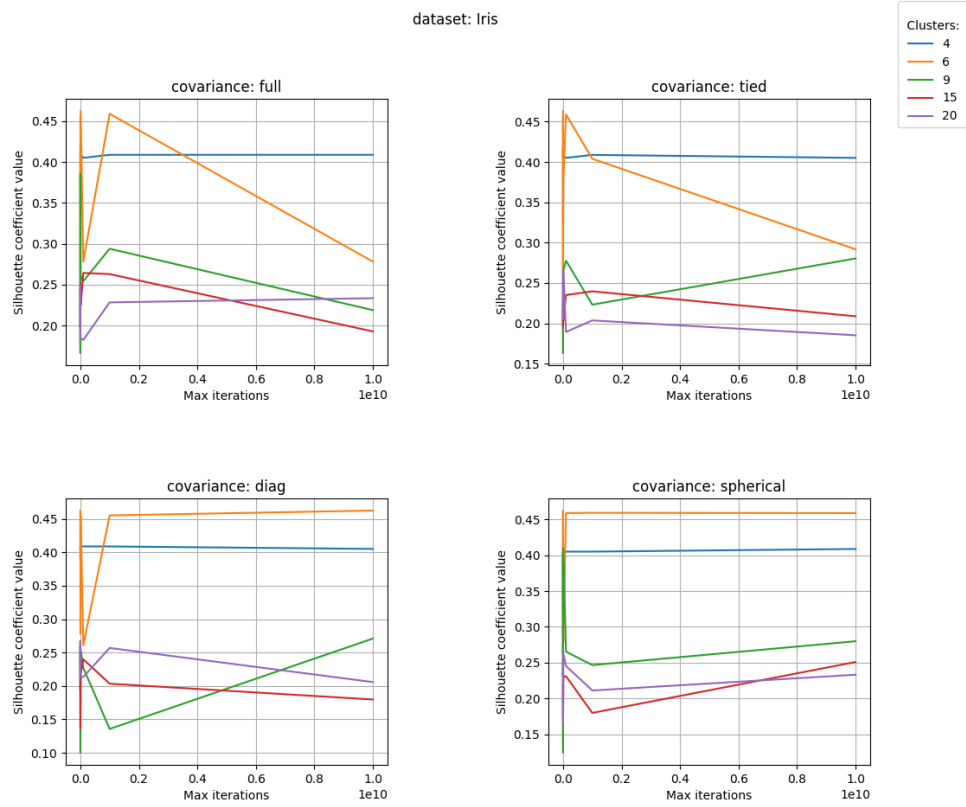 dataset: Iris
Clusters:
4
6
9
15
20
covariance: full
Silhouette coefficient value
0.45
0.40
0.35
0.30
0.25
0.20
0.0 0.2 0.4 0.6 0.8 1.0
1e10
Max iterations
covariance: tied
Silhouette coefficient value
0.45
0.40
0.35
0.30
0.25
0.20
0.15
0.0 0.2 0.4 0.6 0.8 1.0
1e10
Max iterations
covariance: diag
Silhouette coefficient value
0.45
0.40
0.35
0.30
0.25
0.20
0.15
0.10
0.0 0.2 0.4 0.6 0.8 1.0
1e10
Max iterations
covariance: spherical
Silhouette coefficient value
0.45
0.40
0.35
0.30
0.25
0.20
0.15
0.0 0.2 0.4 0.6 0.8 1.0
1e10
Max iterations